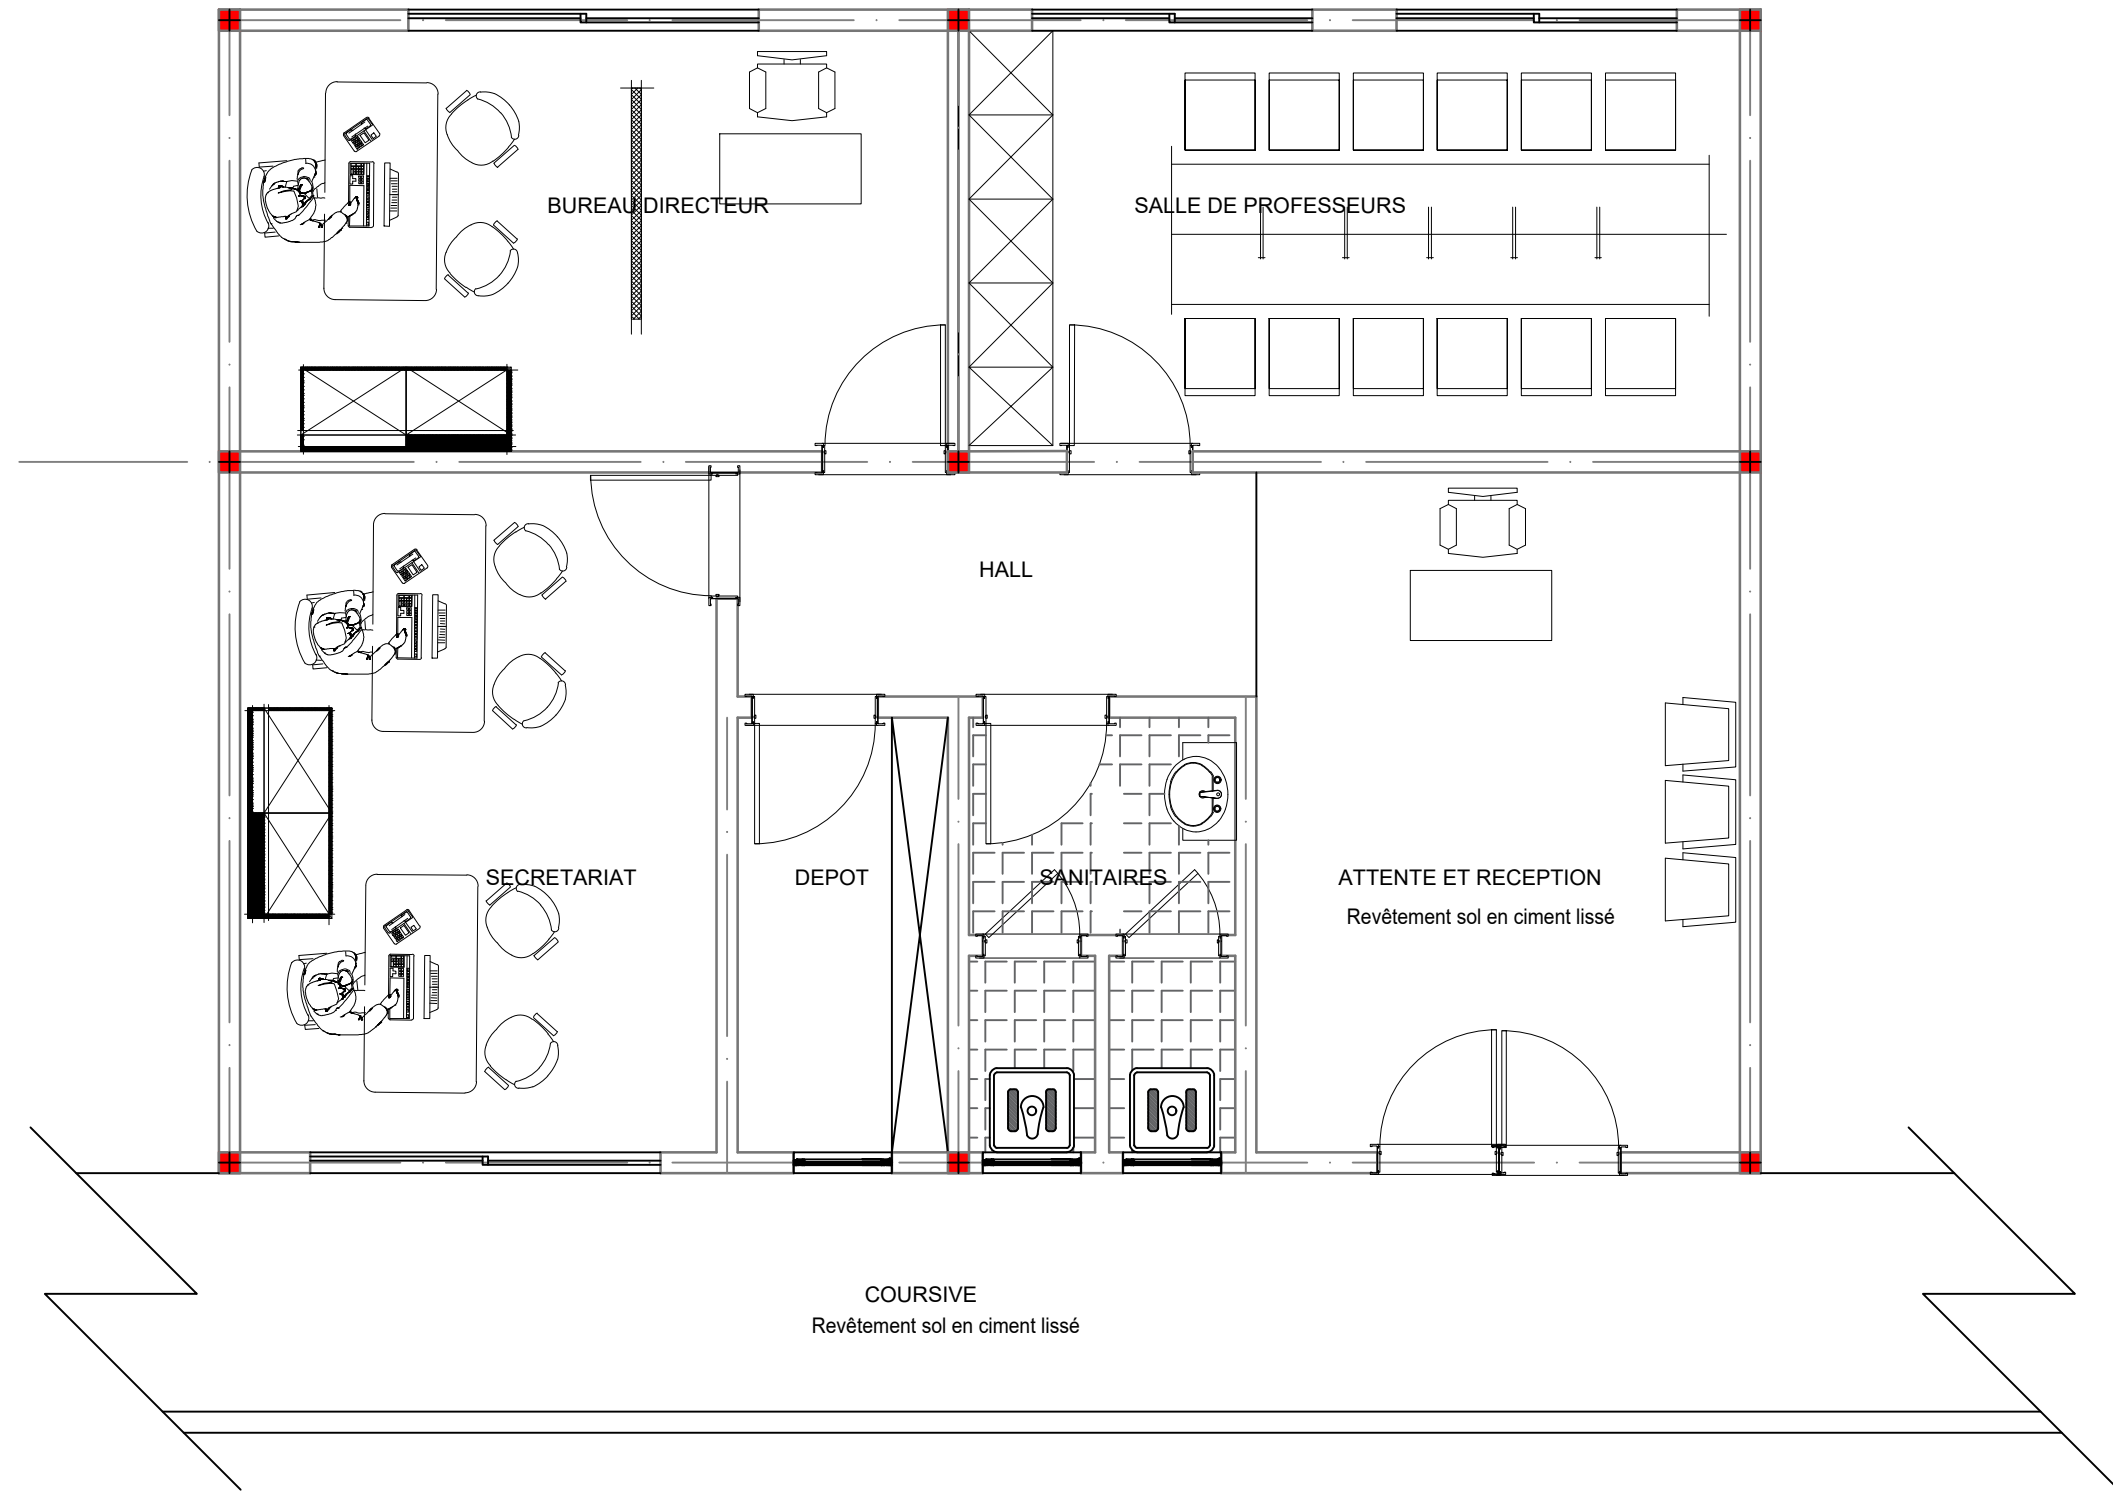 BUREAU DIRECTEUR
SALLE DE PROFESSEURS
HALL
SECRETARIAT
DEPOT
SANITAIRES
ATTENTE ET RECEPTION
Revêtement sol en ciment lissé
COURSIVE
Revêtement sol en ciment lissé